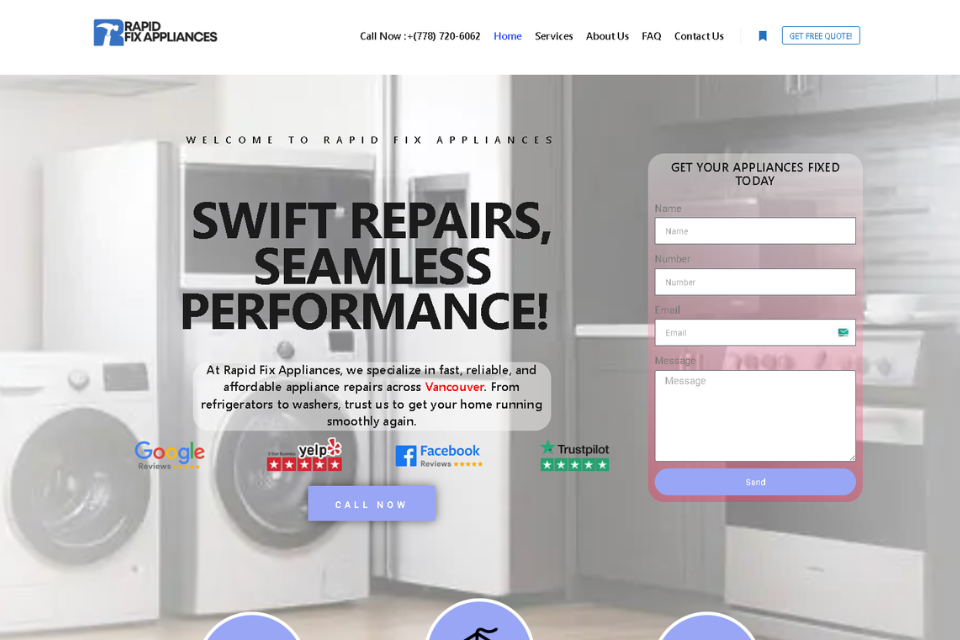 RAPID
FIX APPLIANCES
Call Now :+(778) 720-6062
Home
Services
About Us
FAQ
Contact Us
GET FREE QUOTE!
WELCOME TO RAPID FIX APPLIANCES
SWIFT REPAIRS,
SEAMLESS
PERFORMANCE!
At Rapid Fix Appliances, we specialize in fast, reliable, and
affordable appliance repairs across Vancouver. From
refrigerators to washers, trust us to get your home running
smoothly again.
Google
Reviews
yelp
Facebook
Reviews
Trustpilot
CALL NOW
GET YOUR APPLIANCES FIXED
TODAY
Name
Name
Number
Number
Email
Email
Message
Message
Send